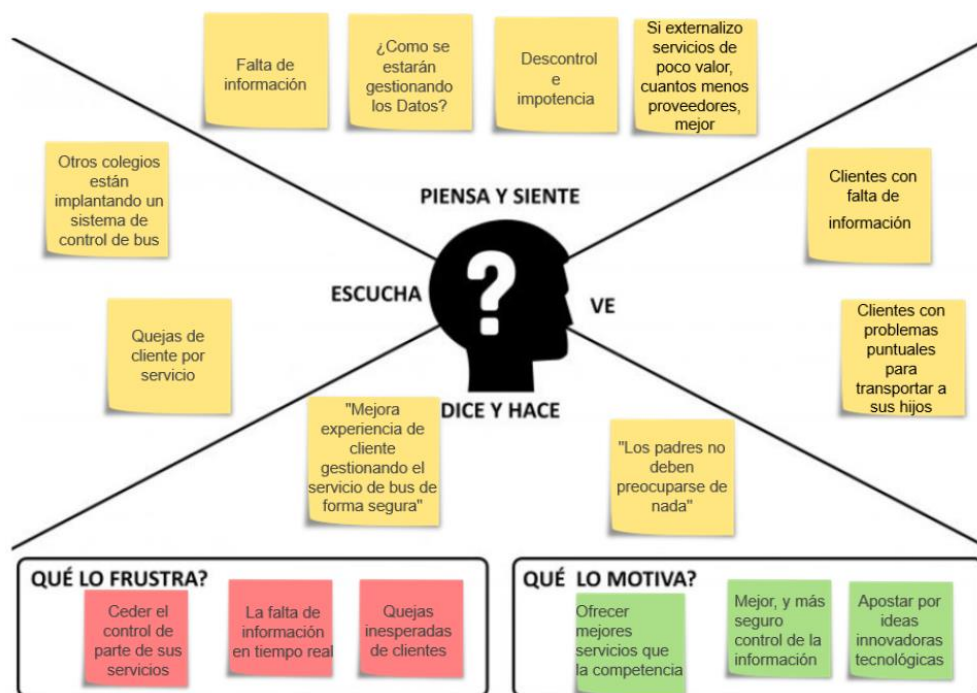 Falta de
información
¿Como se
estarán
gestionando
los Datos?
Descontrol
e
impotencia
Si externalizo
servicios de
poco valor,
cuantos menos
proveedores,
mejor
Otros colegios
están
implantando un
sistema de
control de bus
PIENSA Y SIENTE
Clientes con
falta de
información
ESCUCHA
?
VE
Quejas de
cliente por
servicio
Clientes con
problemas
puntuales
para
transportar a
sus hijos
DICE Y HACE
"Mejora
experiencia de
cliente
gestionando el
servicio de bus de
forma segura"
"Los padres no
deben
preocuparse de
nada"
QUÉ LO FRUSTRA?
Ceder el
control de
parte de sus
servicios
La falta de
información
en tiempo real
Quejas
inesperadas
de clientes
QUÉ LO MOTIVA?
Ofrecer
mejores
servicios que
la competencia
Mejor, y más
seguro
control de la
información
Apostar por
ideas
innovadoras
tecnológicas